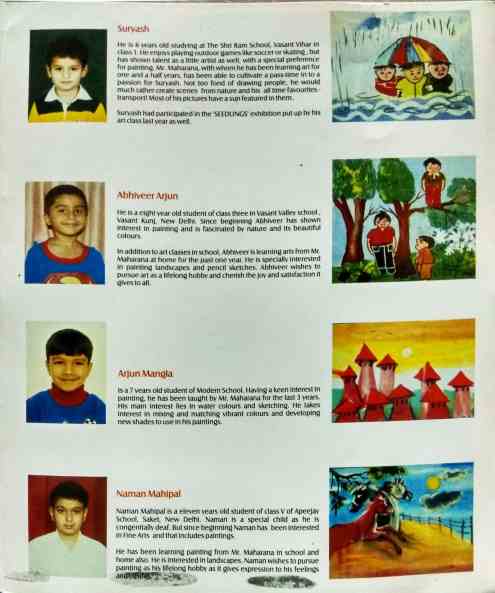 Suryash
He is 6 years old studying at The Shri Ram School, Vasant Vihar in
class 1. He enjoys playing outdoor games like soccer or skating , but
has shown talent as a little artist as well, with a special preference
for painting. Mr. Maharana, with whom he has been learning art for
one and a half years, has been able to cultivate a pass-time in to a
passion for Suryash. Not too fond of drawing people, he would
much rather create scenes from nature and his all time favourites-
transport! Most of his pictures have a sun featured in them.
Suryash had participated in the 'SEEDLINGS' exhibition put up by his
art class last year as well.
Abhiveer Arjun
He is a eight year old student of class three in Vasant Valley school ,
Vasant Kunj, New Delhi. Since beginning Abhiveer has shown
interest in painting and is fascinated by nature and its beautiful
colours.
In addition to art classes in school, Abhiveer is learning arts from Mr.
Maharana at home for the past one year. He is specially interested
in painting landscapes and pencil sketches. Abhiveer wishes to
pursue art as a lifelong hobby and cherish the joy and satisfaction it
gives to all.
Arjun Mangla
Is a 7 years old student of Modern School. Having a keen interest in
painting, he has been taught by Mr. Maharana for the last 3 years.
His main interest lies in water colours and sketching. He takes
interest in mixing and matching vibrant colours and developing
new shades to use in his paintings.
Naman Mahipal
Naman Mahipal is a eleven years old student of class V of Apeejay
School, Saket, New Delhi. Naman is a special child as he is
congenitally deaf. But since beginning Naman has been interested
in Fine Arts and that includes paintings.
He has been learning painting from Mr. Maharana in school and
home also. He is interested in landscapes. Naman wishes to pursue
painting as his lifelong hobby as it gives expression to his feelings